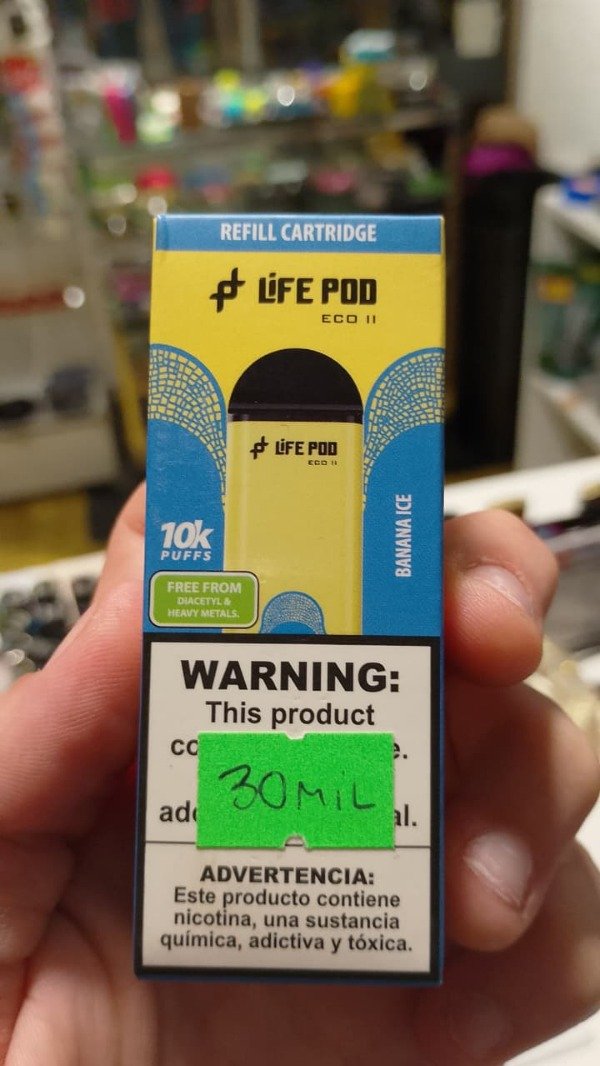 REFILL CARTRIDGE
LIFE POD
ECO II
LIFE POD
ECO II
10k
PUFFS
BANANA ICE
FREE FROM
DIACETYL &
HEAVY METALS.
WARNING:
This product
30MIL
ADVERTENCIA:
Este producto contiene
nicotina, una sustancia
química, adictiva y tóxica.